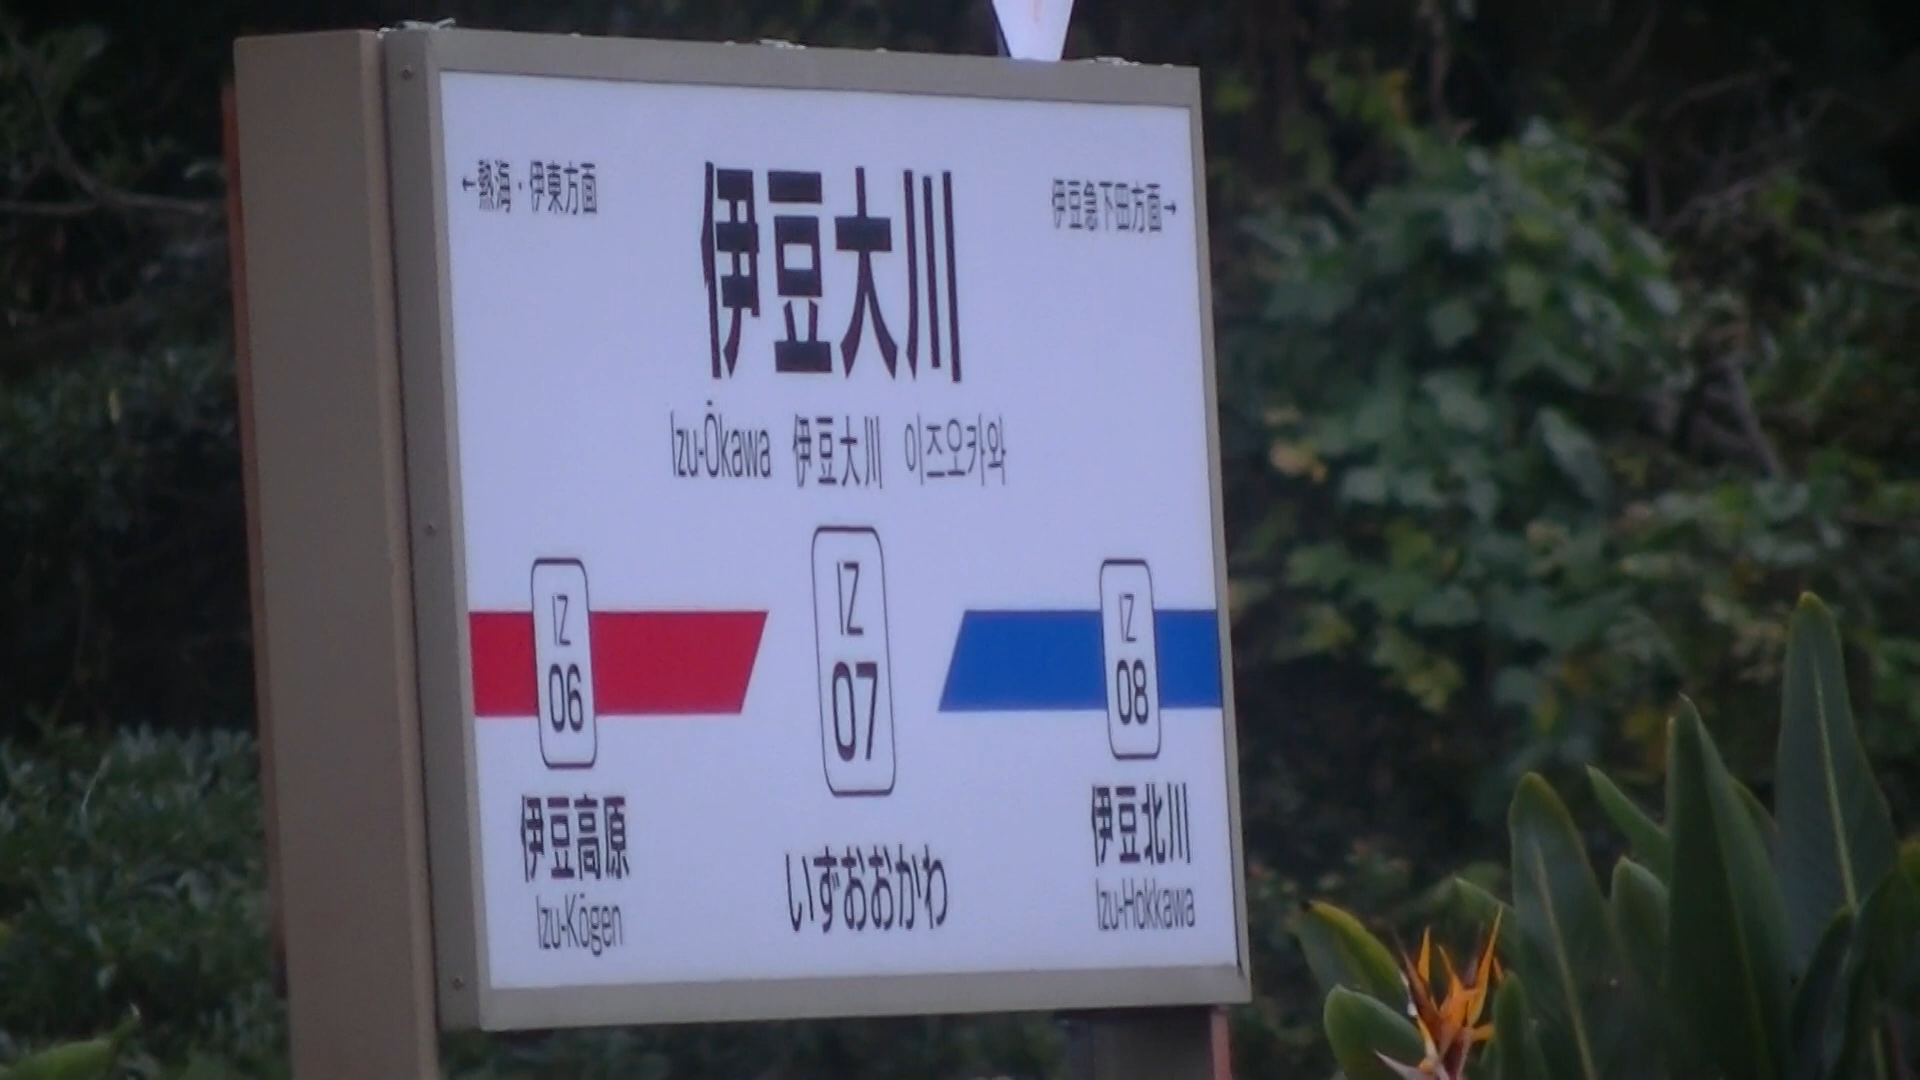 ←熱海・伊東方面
伊豆急下田方面→
伊豆大川
Izu-Ōkawa 伊豆大川 이즈오카와
IZ
06
IZ
07
IZ
08
伊豆高原
Izu-Kōgen
いずおおかわ
伊豆北川
Izu-Hokkawa